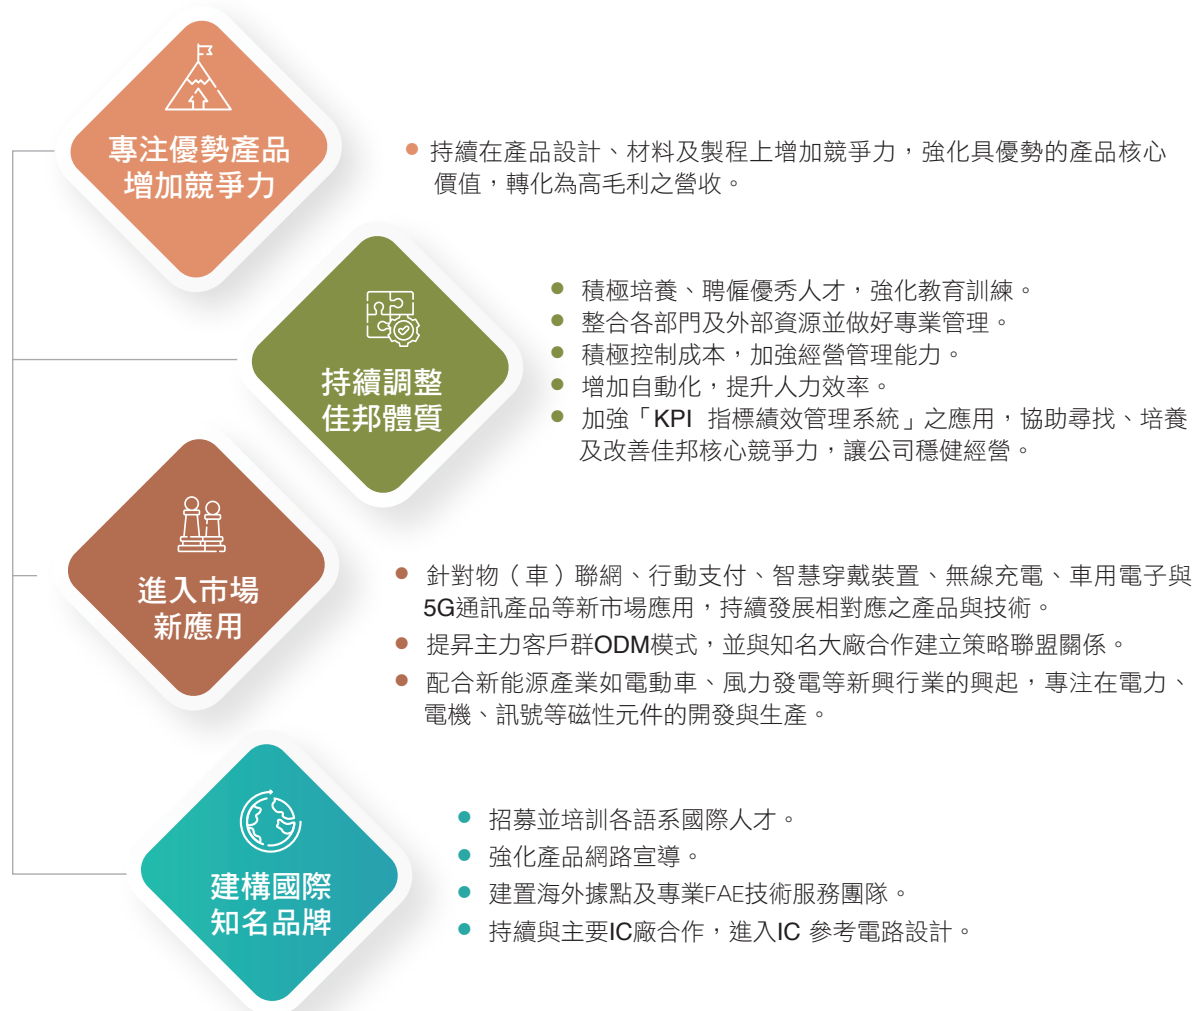 專注優勢產品
增加競爭力
● 持續在產品設計、材料及製程上增加競爭力，強化具優勢的產品核心
價值，轉化為高毛利之營收。
持續調整
佳邦體質
● 積極培養、聘僱優秀人才，強化教育訓練。
● 整合各部門及外部資源並做好專業管理。
● 積極控制成本，加強經營管理能力。
● 增加自動化，提升人力效率。
● 加強「KPI 指標績效管理系統」之應用，協助尋找、培養
及改善佳邦核心競爭力，讓公司穩健經營。
進入市場
新應用
● 針對物（車）聯網、行動支付、智慧穿戴裝置、無線充電、車用電子與
5G通訊產品等新市場應用，持續發展相對應之產品與技術。
● 提昇主力客戶群ODM模式，並與知名大廠合作建立策略聯盟關係。
● 配合新能源產業如電動車、風力發電等新興行業的興起，專注在電力、
電機、訊號等磁性元件的開發與生產。
建構國際
知名品牌
● 招募並培訓各語系國際人才。
● 強化產品網路宣導。
● 建置海外據點及專業FAE技術服務團隊。
● 持續與主要IC廠合作，進入IC 參考電路設計。